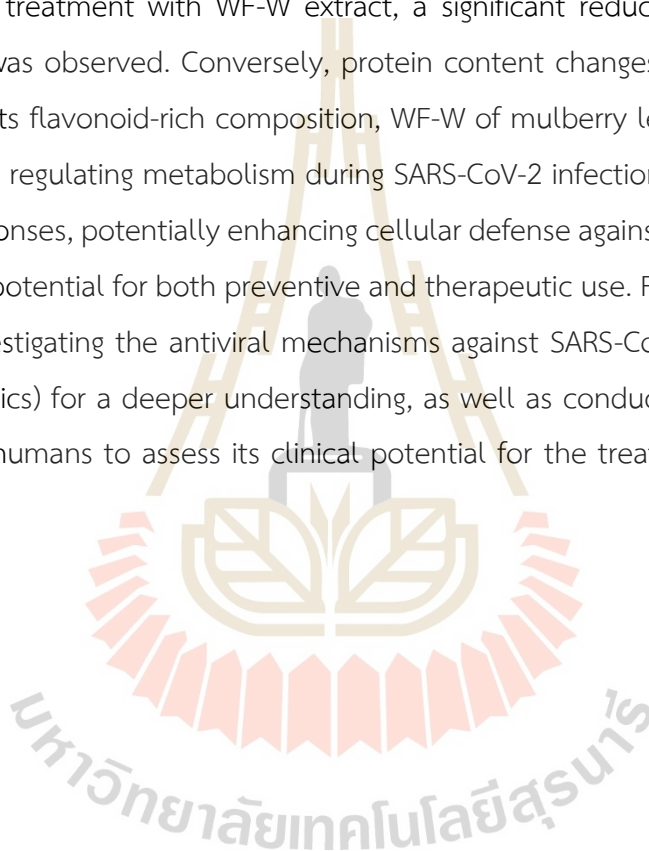 treatment with WF-W extract, a significant reduc
was observed. Conversely, protein content changes
ts flavonoid-rich composition, WF-W of mulberry le
regulating metabolism during SARS-CoV-2 infection
onses, potentially enhancing cellular defense agains
potential for both preventive and therapeutic use. F
estigating the antiviral mechanisms against SARS-Co
ics) for a deeper understanding, as well as conduc
humans to assess its clinical potential for the treat
มหาวิทยาลัยเทคโนโลยีสุรนารี